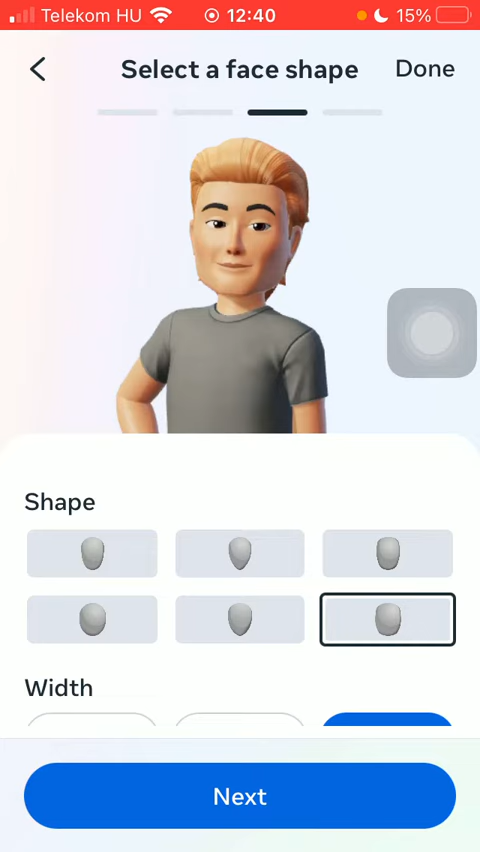 Telekom HU 12:40 15%
Select a face shape Done
Shape
Width
Next